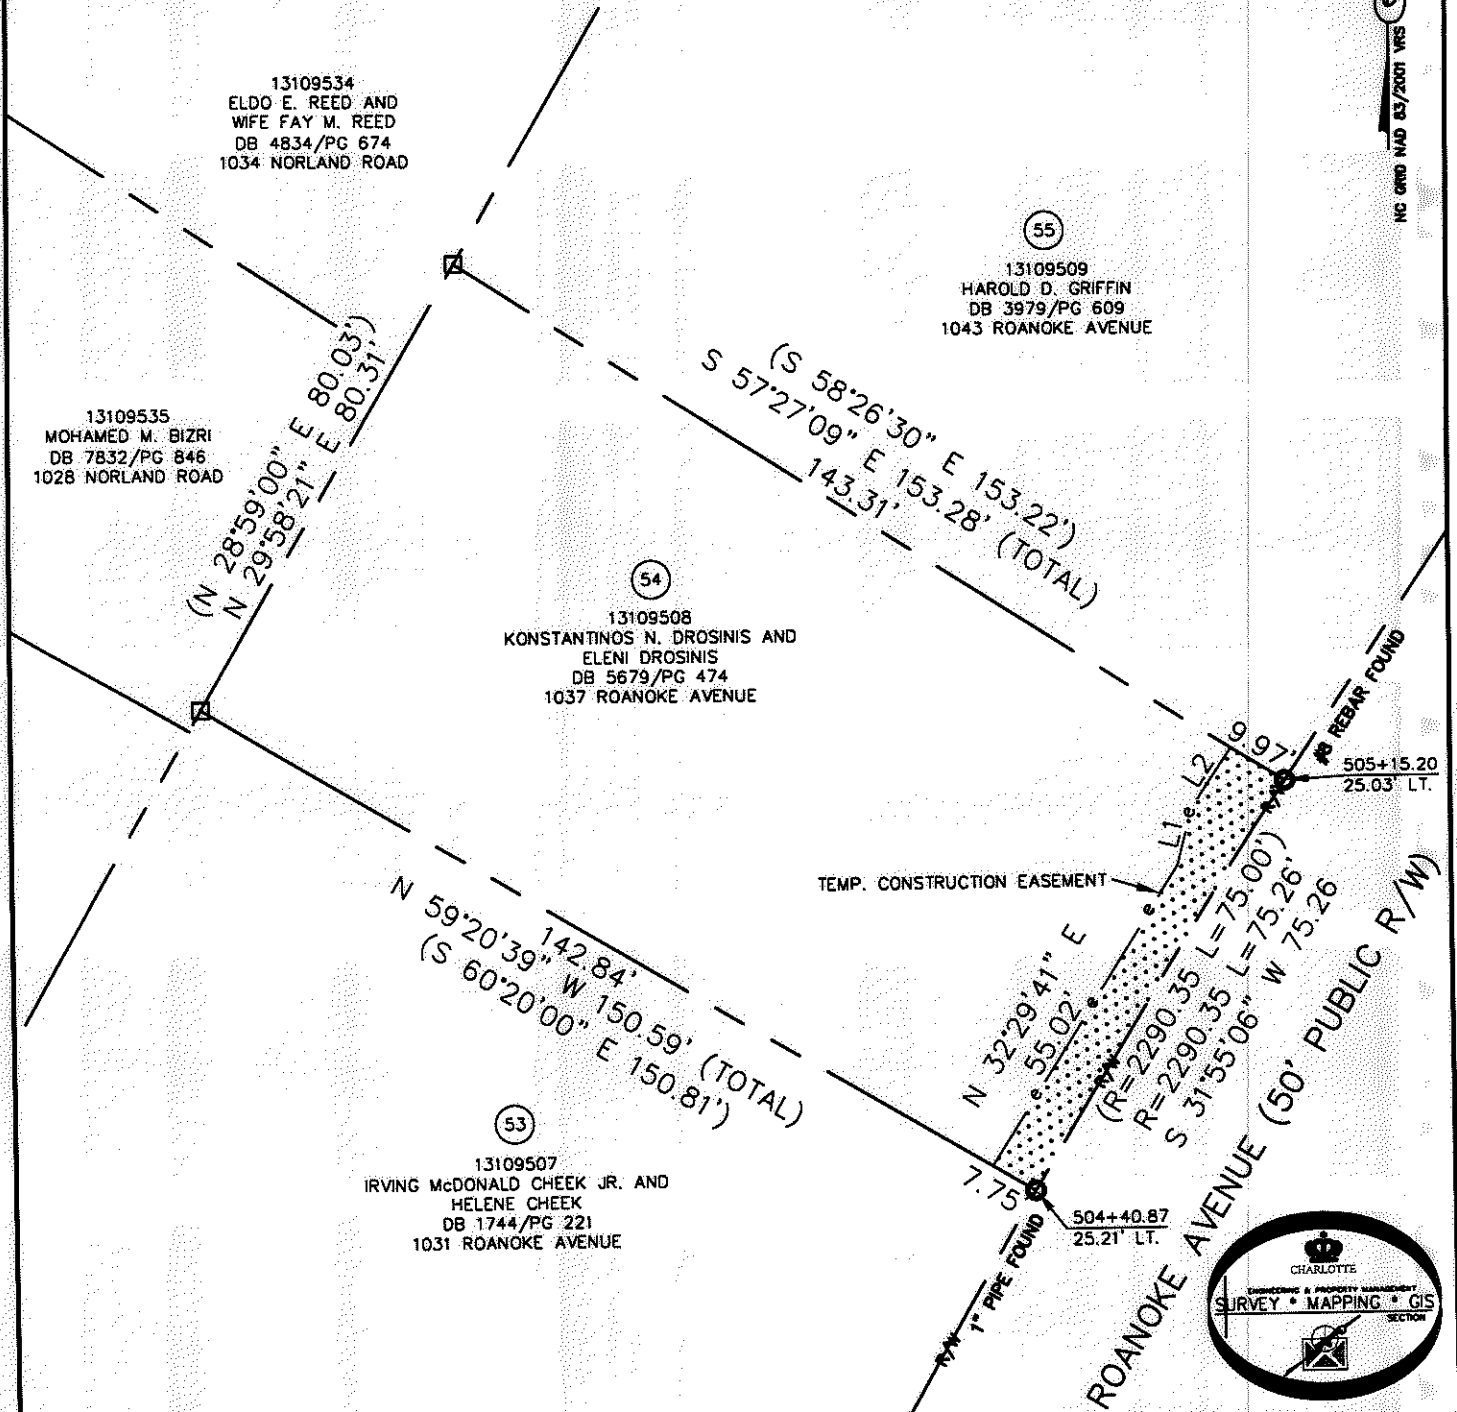 NC GRID NAD 83/2001 VRS
13109534
ELDO E. REED AND
WIFE FAY M. REED
DB 4834/PG 674
1034 NORLAND ROAD
55
13109509
HAROLD D. GRIFFIN
DB 3979/PG 609
1043 ROANOKE AVENUE
(N 28°59'00" E 80.03')
N 29°58'21" E 80.31'
(S 58°26'30" E 153.22')
S 57°27'09" E 153.28' (TOTAL)
143.31'
13109535
MOHAMED M. BIZRI
DB 7832/PG 846
1028 NORLAND ROAD
54
13109508
KONSTANTINOS N. DROSINIS AND
ELENI DROSINIS
DB 5679/PG 474
1037 ROANOKE AVENUE
#8 REBAR FOUND
9.97'
505+15.20
25.03' LT.
L2
e
L1
R/W
TEMP. CONSTRUCTION EASEMENT
e
e
e
N 32°29'41" E
55.02'
R/W
(R=2290.35 L=75.00')
R=2290.35 L=75.26'
S 31°55'06" W 75.26
142.84'
N 59°20'39" W 150.59' (TOTAL)
(S 60°20'00" E 150.81')
53
13109507
IRVING McDONALD CHEEK JR. AND
HELENE CHEEK
DB 1744/PG 221
1031 ROANOKE AVENUE
7.75'
504+40.87
25.21' LT.
1" PIPE FOUND
R/W
ROANOKE AVENUE (50' PUBLIC R/W)
CHARLOTTE
ENGINEERING & PROPERTY MANAGEMENT
SURVEY * MAPPING * GIS
SECTION